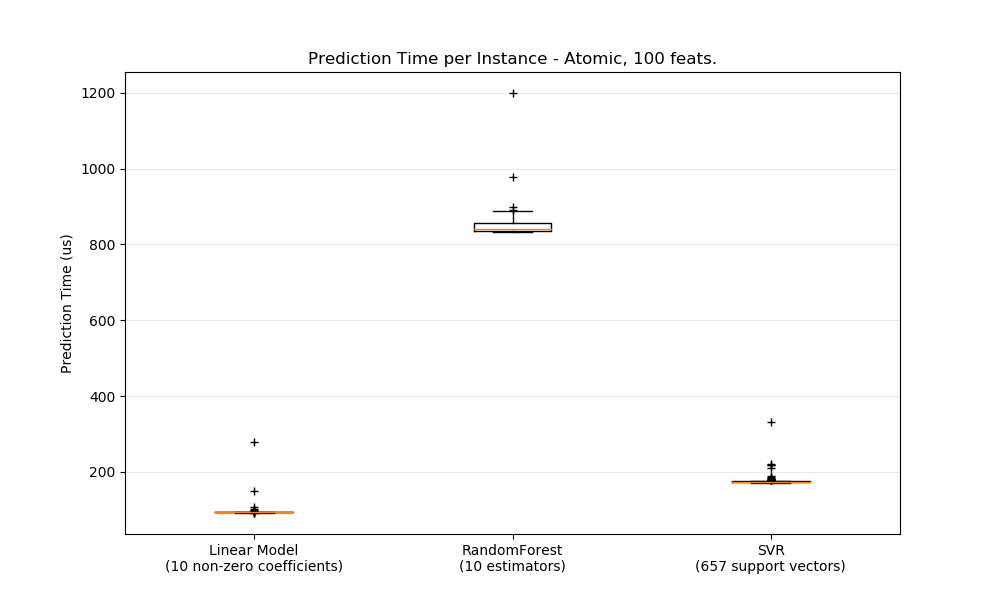 Prediction Time per Instance - Atomic, 100 feats.
Prediction Time (us)
1200
1000
800
600
400
200
Linear Model
(10 non-zero coefficients)
RandomForest
(10 estimators)
SVR
(657 support vectors)